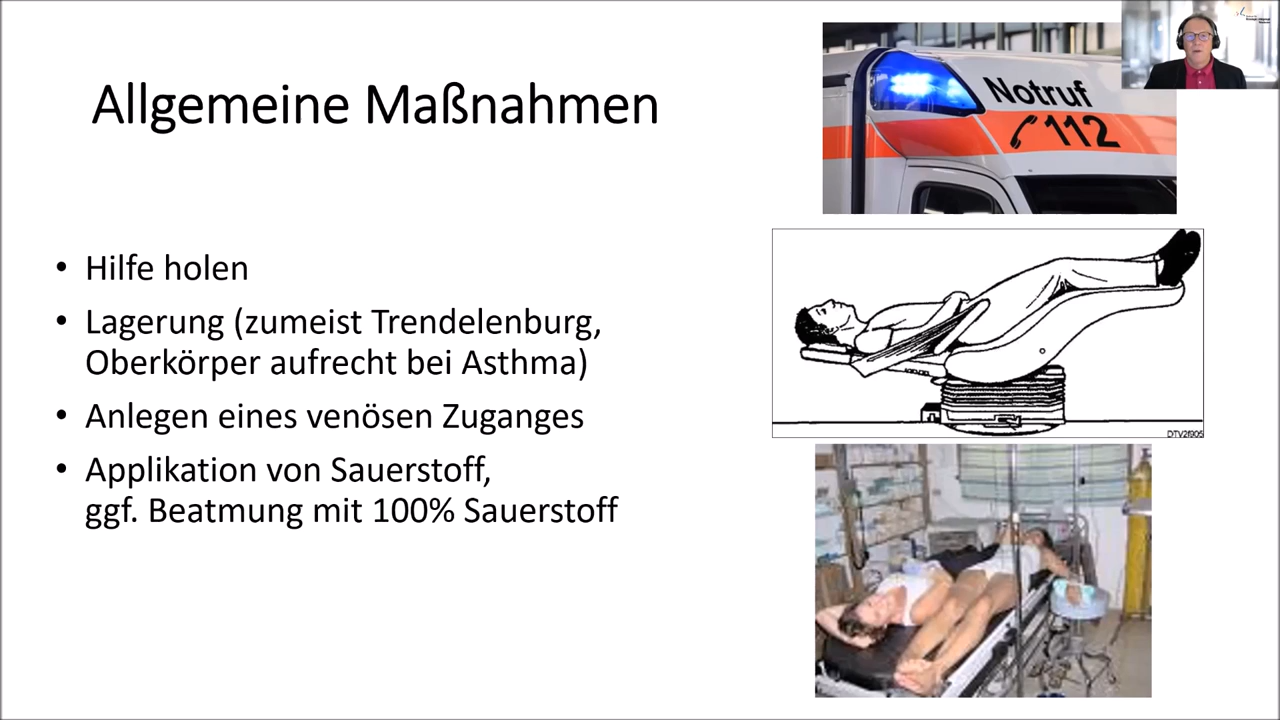 Allgemeine Maßnahmen
Notruf
112
• Hilfe holen
• Lagerung (zumeist Trendelenburg,
Oberkörper aufrecht bei Asthma)
• Anlegen eines venösen Zuganges
• Applikation von Sauerstoff,
ggf. Beatmung mit 100% Sauerstoff